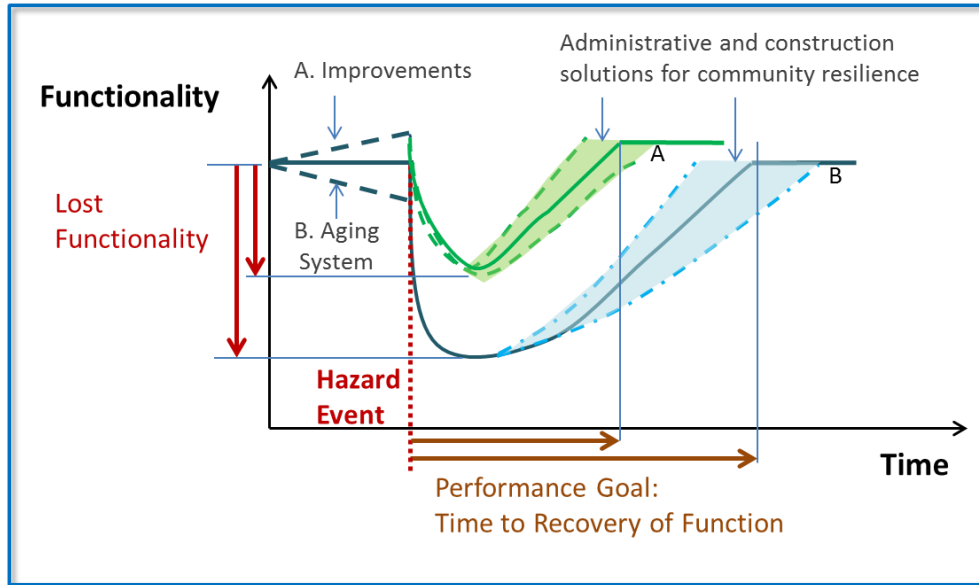 Administrative and construction
solutions for community resilience
A. Improvements
Functionality
A
B
Lost
Functionality
B. Aging
System
Hazard
Event
Time
Performance Goal:
Time to Recovery of Function